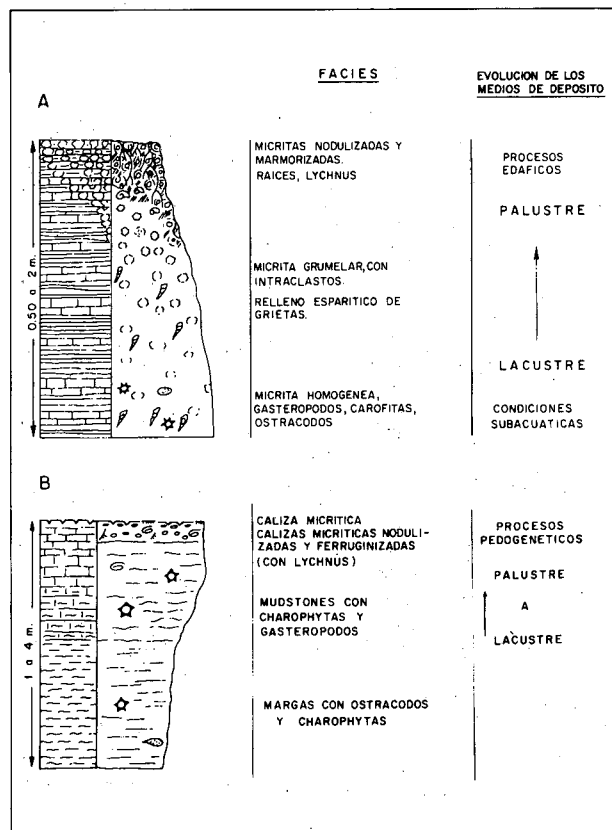 FACIES
EVOLUCION DE LOS
MEDIOS DE DEPOSITO
A
0.50 a 2 m.
MICRITAS NODULIZADAS Y
MARMORIZADAS.
RAICES, LYCHNUS
MICRITA GRUMELAR, CON
INTRACLASTOS.
RELLENO ESPARITICO DE
GRIETAS.
MICRITA HOMOGENEA,
GASTEROPODOS, CAROFITAS,
OSTRACODOS
PROCESOS
EDAFICOS
PALUSTRE
LACUSTRE
CONDICIONES
SUBACUATICAS
B
1 a 4 m.
CALIZA MICRITICA
CALIZAS MICRITICAS NODULI-
ZADAS Y FERRUGINIZADAS
(CON LYCHNUS)
MUDSTONES CON
CHAROPHYTAS Y
GASTEROPODOS
MARGAS CON OSTRACODOS
Y CHAROPHYTAS
PROCESOS
PEDOGENETICOS
PALUSTRE
A
LACUSTRE